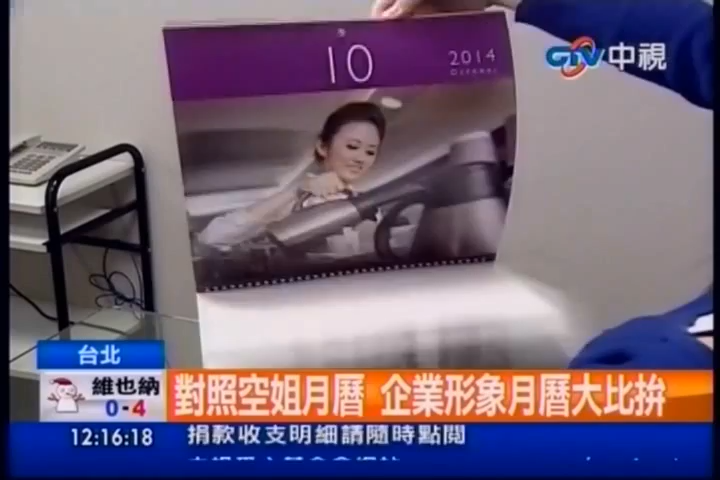 10
2014
October
CTV中視
台北
維也納
0-4
對照空姐月曆 企業形象月曆大比拚
12:16:18
捐款收支明細請隨時點閱